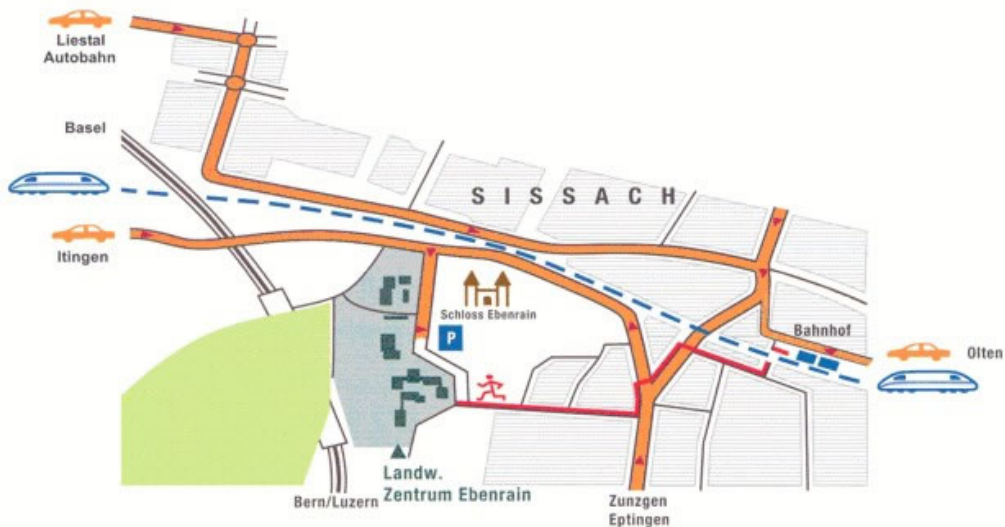 Liestal
Autobahn
Basel
SISSACH
Itingen
Schloss Ebenrain
P
Bahnhof
Olten
Landw.
Zentrum Ebenrain
Bern/Luzern
Zunzgen
Eptingen